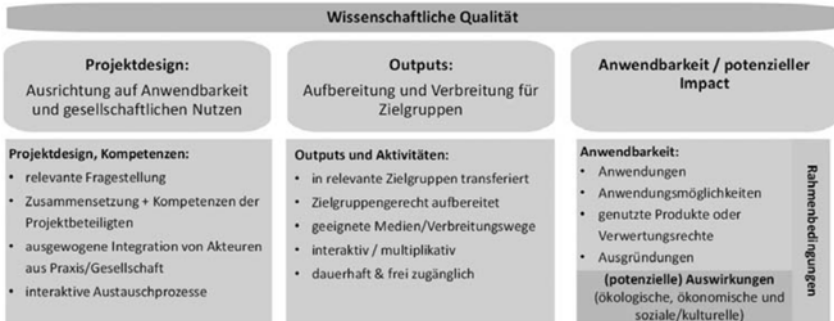 Wissenschaftliche Qualität
Projektdesign:
Ausrichtung auf Anwendbarkeit
und gesellschaftlichen Nutzen
Outputs:
Aufbereitung und Verbreitung für
Zielgruppen
Anwendbarkeit / potenzieller
Impact
Projektdesign, Kompetenzen:
• relevante Fragestellung
• Zusammensetzung + Kompetenzen der
Projektbeteiligten
• ausgewogene Integration von Akteuren
aus Praxis/Gesellschaft
• interaktive Austauschprozesse
Outputs und Aktivitäten:
• in relevante Zielgruppen transferiert
• Zielgruppengerecht aufbereitet
• geeignete Medien/Verbreitungswege
• interaktiv / multiplikativ
• dauerhaft & frei zugänglich
Anwendbarkeit:
• Anwendungen
• Anwendungsmöglichkeiten
• genutzte Produkte oder
Verwertungsrechte
• Ausgründungen
(potenzielle) Auswirkungen
(ökologische, ökonomische und
soziale/kulturelle)
Rahmenbedingungen